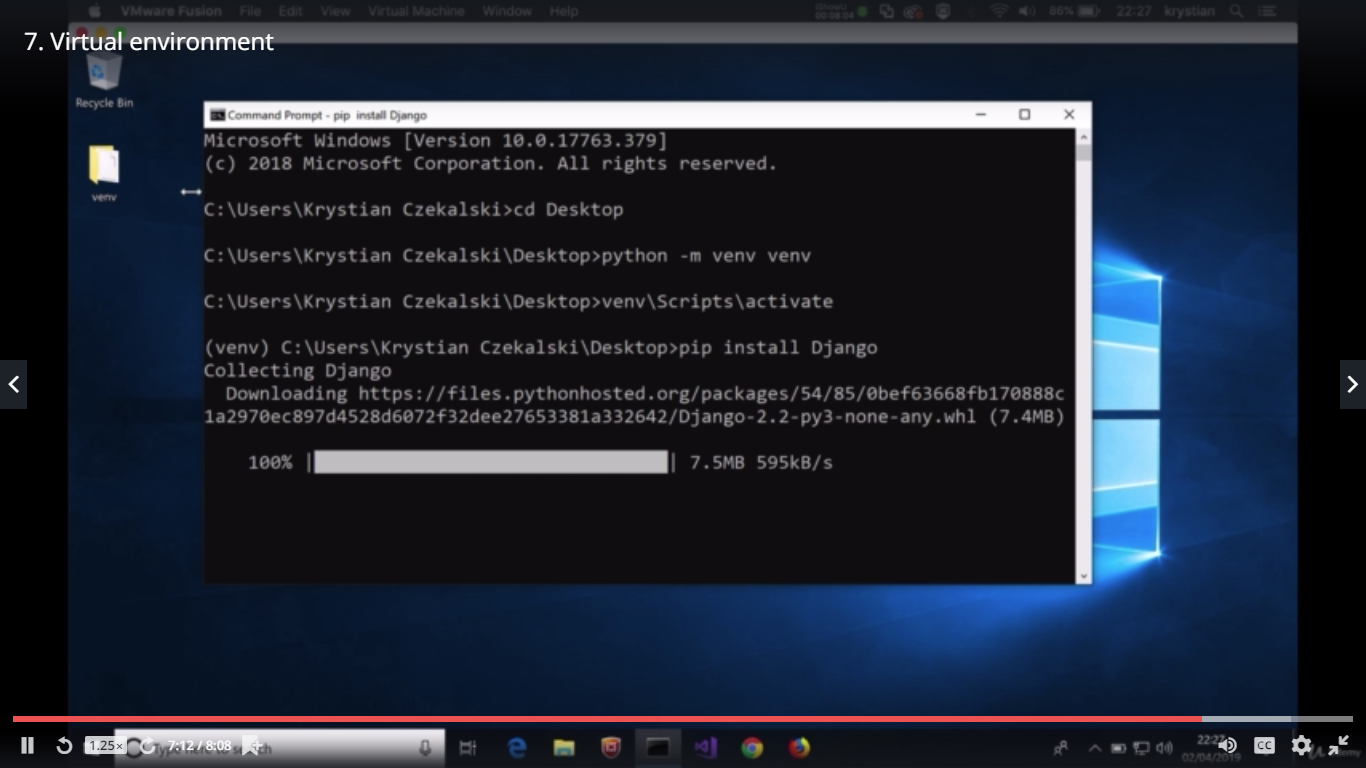 VMware Fusion File Edit View Virtual Machine Window Help 86% 22:27 krystian
7. Virtual environment
Recycle Bin
venv
Command Prompt - pip install Django
Microsoft Windows [Version 10.0.17763.379]
(c) 2018 Microsoft Corporation. All rights reserved.
C:\Users\Krystian Czekalski>cd Desktop
C:\Users\Krystian Czekalski\Desktop>python -m venv venv
C:\Users\Krystian Czekalski\Desktop>venv\Scripts\activate
(venv) C:\Users\Krystian Czekalski\Desktop>pip install Django
Collecting Django
Downloading https://files.pythonhosted.org/packages/54/85/0bef63668fb170888c
1a2970ec897d4528d6072f32dee27653381a332642/Django-2.2-py3-none-any.whl (7.4MB)
100% |████████████████████████████████| 7.5MB 595kB/s
1.25x 7:12 / 8:08 CC
02/04/2019